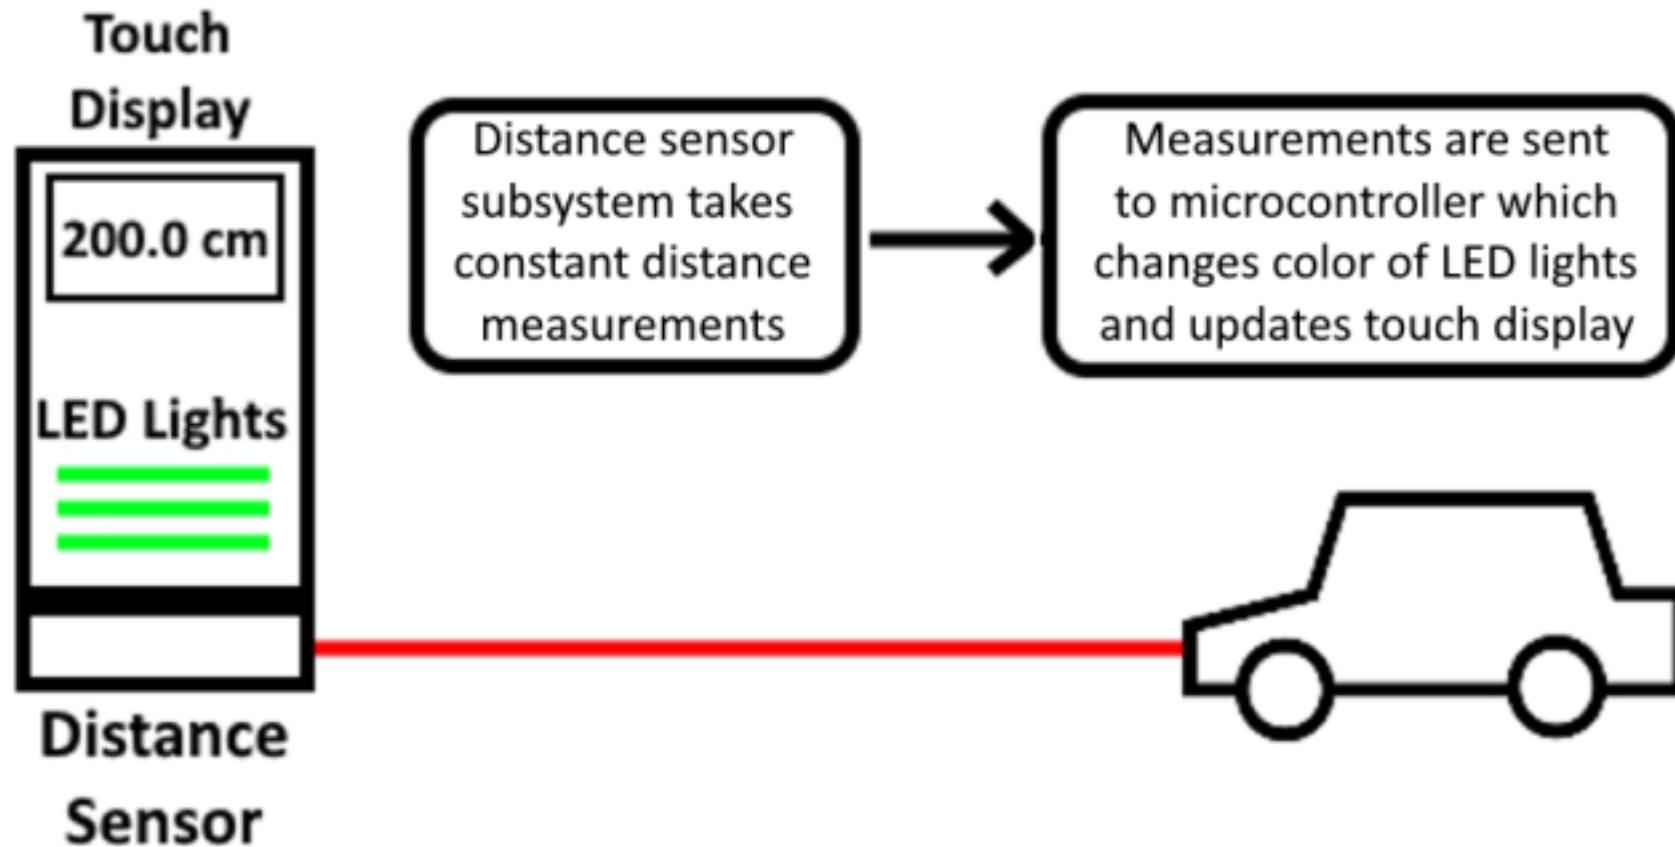 Touch
Display
200.0 cm
LED Lights
Distance
Sensor
Distance sensor
subsystem takes
constant distance
measurements
Measurements are sent
to microcontroller which
changes color of LED lights
and updates touch display